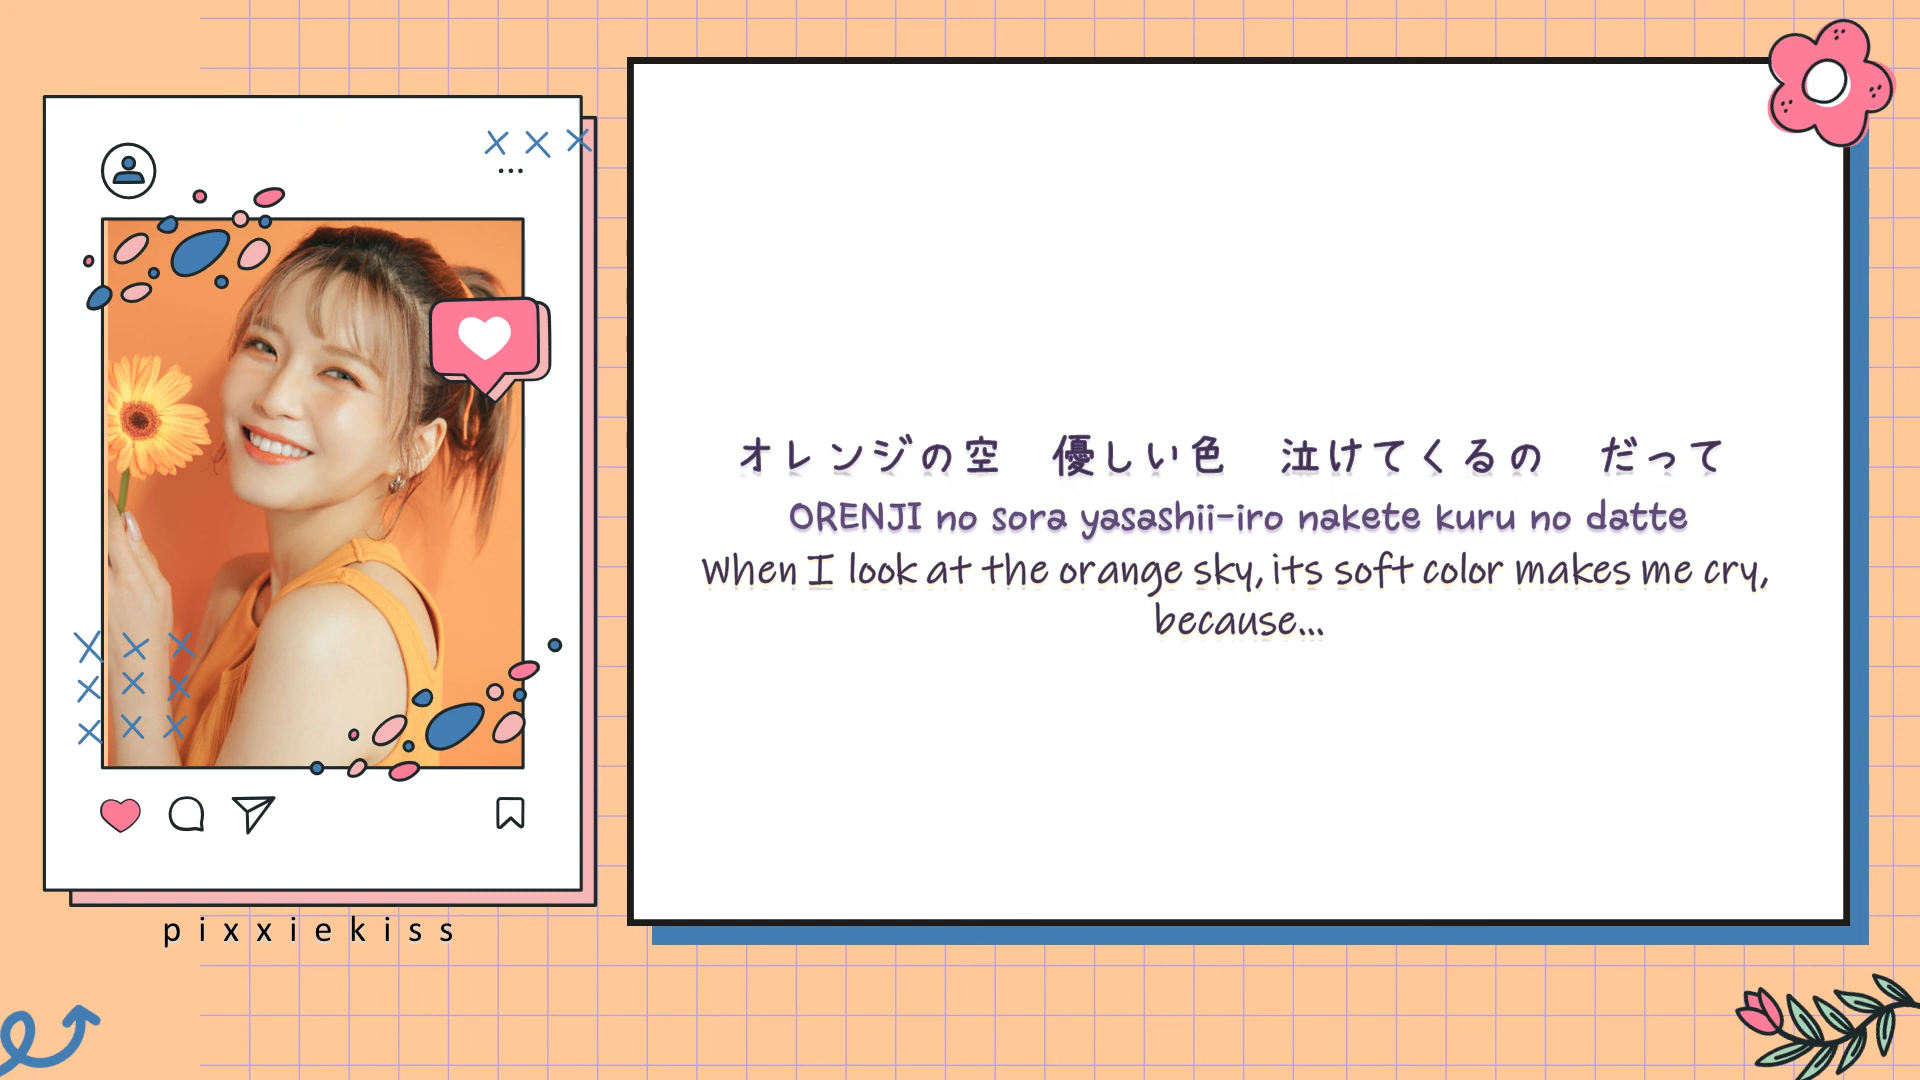 オレンジの空　優しい色　泣けてくるの　だって
ORENJI no sora yasashii-iro nakete kuru no datte
When I look at the orange sky, its soft color makes me cry,
because...
pixxiekiss